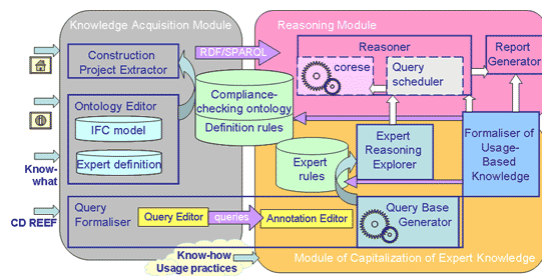 Knowledge Acquisition Module
Reasoning Module
Construction
Project Extractor
RDF/SPARQL
Reasoner
corese
Query
scheduler
Report
Generator
Ontology Editor
IFC model
Expert definition
Compliance-
checking ontology
Definition rules
Expert
rules
Expert
Reasoning
Explorer
Formaliser of
Usage-
Based
Knowledge
Know-
what
CD REEF
Query
Formaliser
Query Editor
queries
Annotation Editor
Query Base
Generator
Know-how
Usage practices
Module of Capitalization of Expert Knowledge